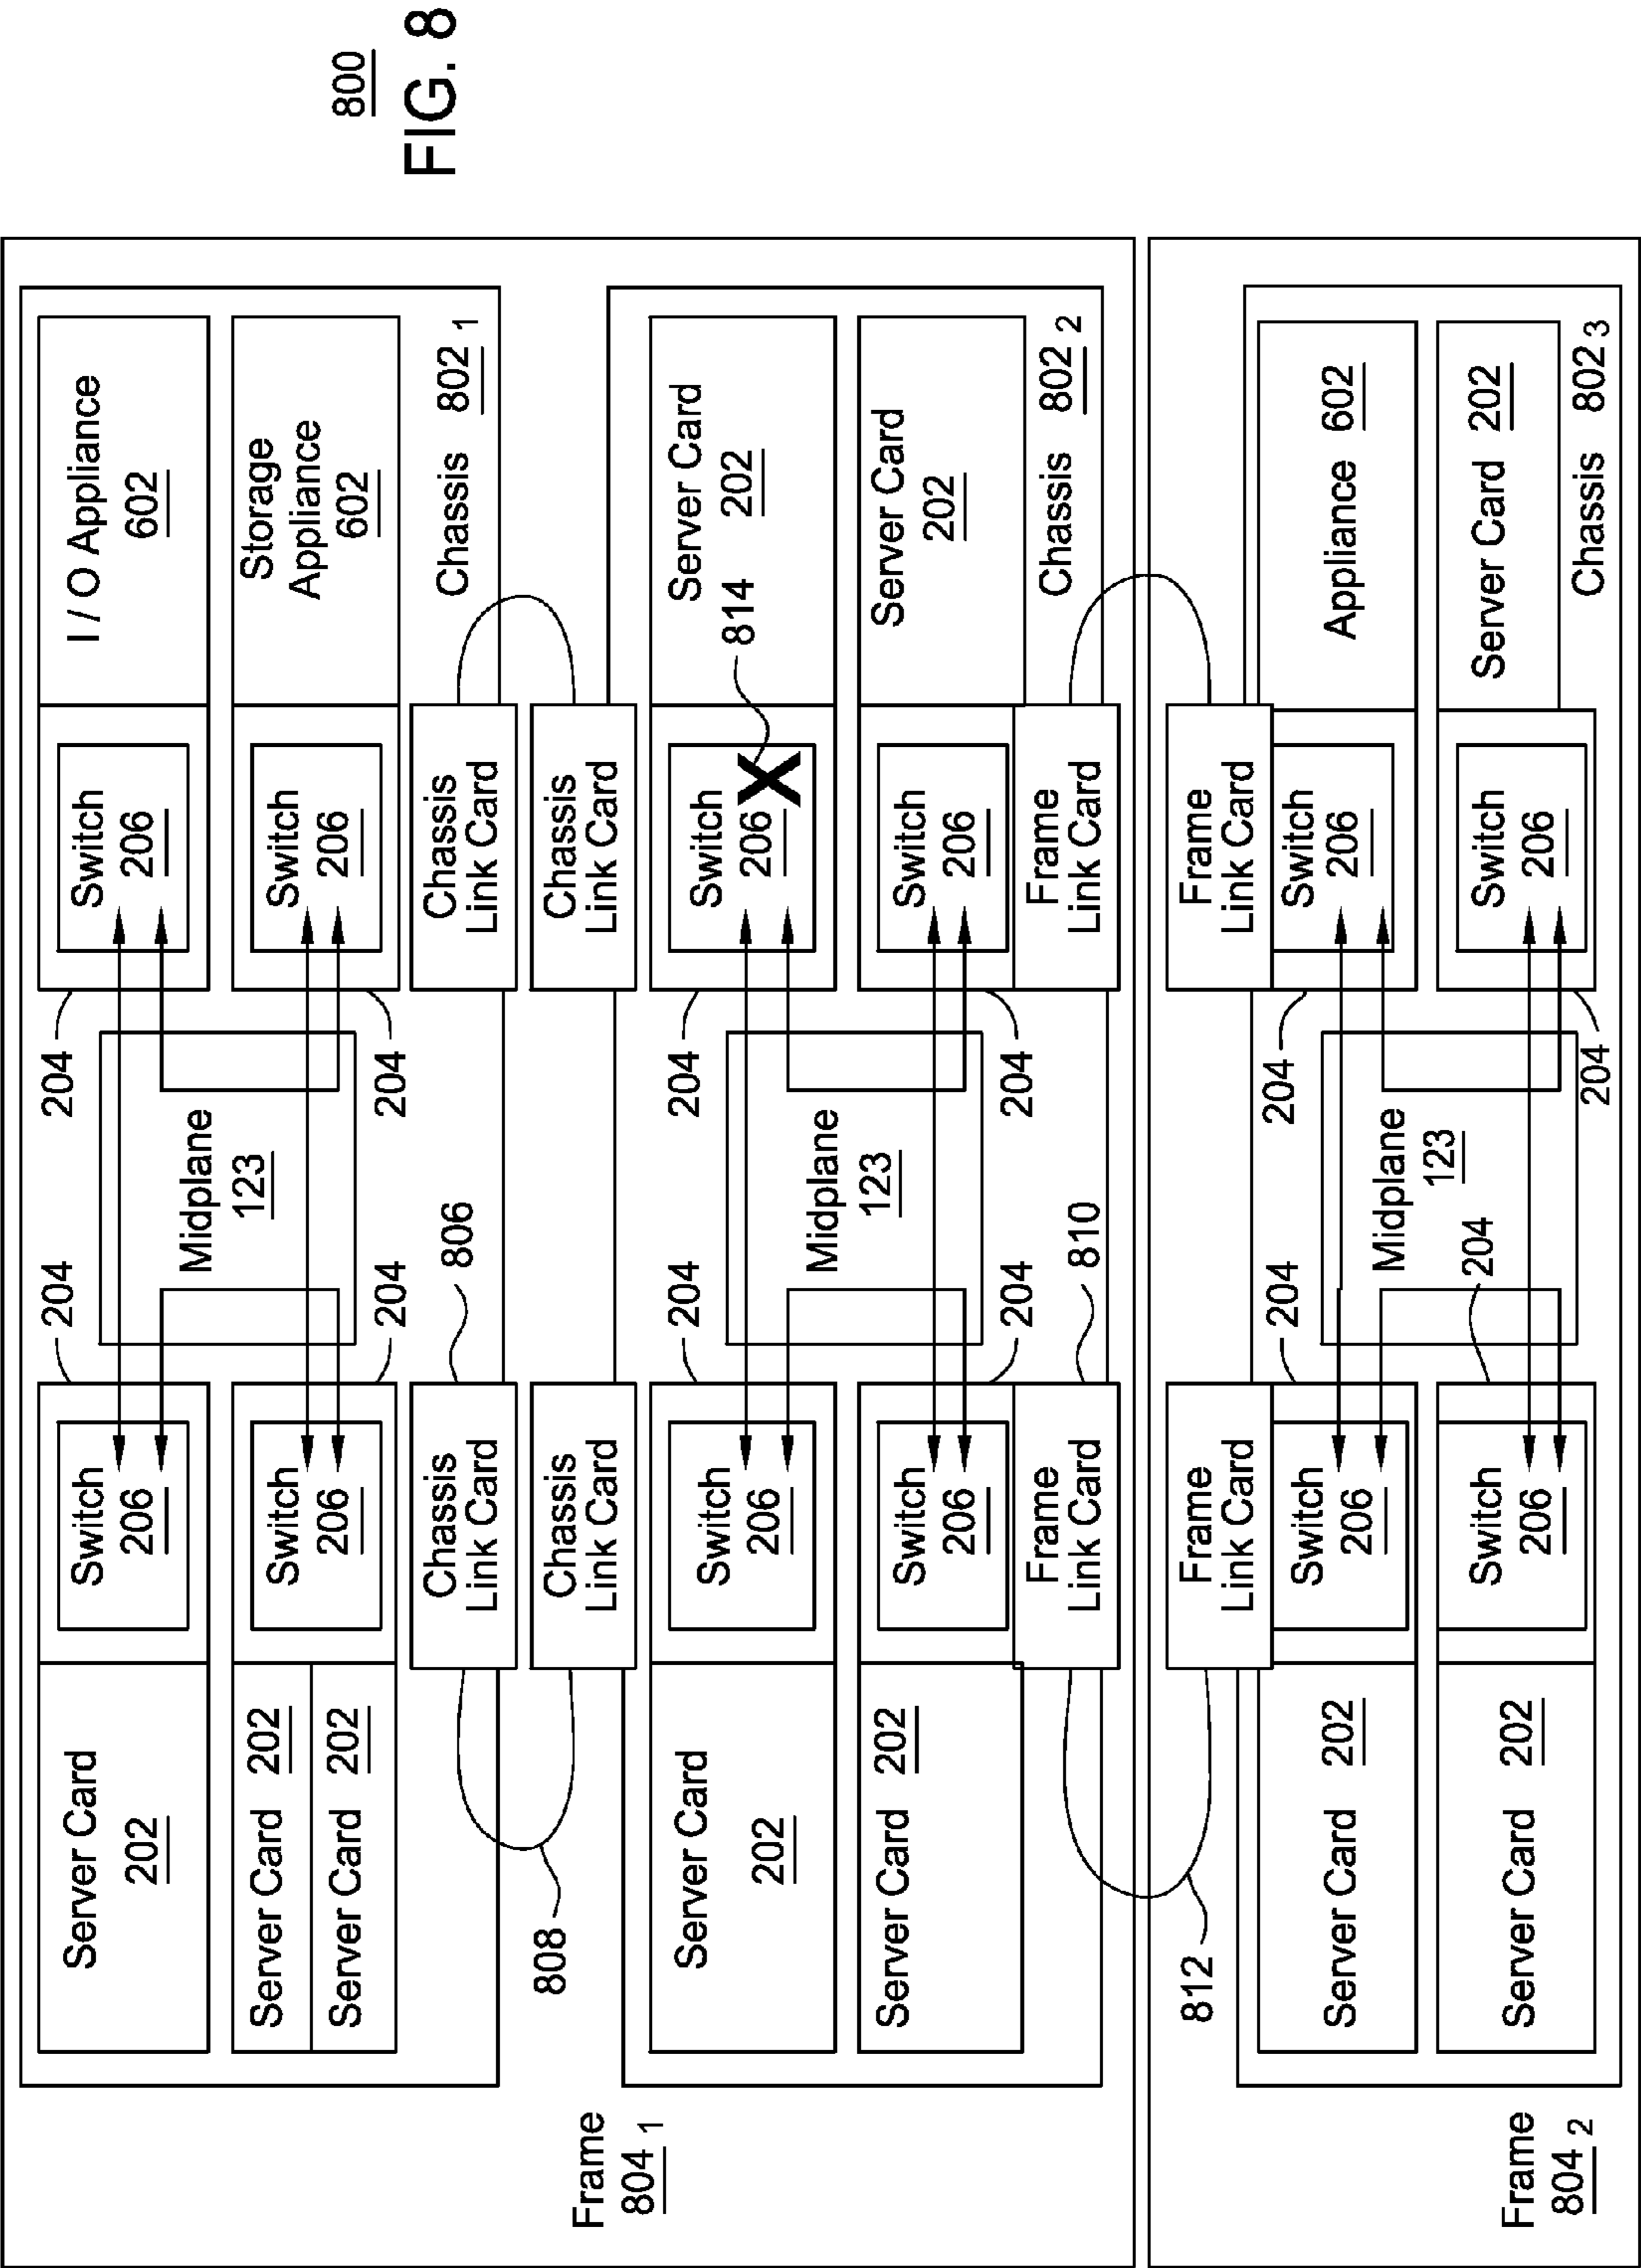 800
FIG. 8
Server Card
202
Switch
206
204
204
Switch
206
I / O Appliance
602
Midplane
123
Server Card 202
Server Card 202
Switch
206
204
204
Switch
206
Storage
Appliance
602
Chassis
Link Card
806
Chassis
Link Card
Chassis 802 1
808
Chassis
Link Card
Chassis
Link Card
Frame
804 1
Server Card
202
Switch
206
204
204
Switch
206
814
Server Card
202
Midplane
123
Server Card 202
Switch
206
204
204
Switch
206
Server Card
202
Frame
Link Card
810
Frame
Link Card
Chassis 802 2
812
Frame
Link Card
Frame
Link Card
Server Card 202
Switch
206
204
204
Switch
206
Appliance 602
Midplane
123
Server Card 202
Switch
206
204
204
Switch
206
Server Card 202
Chassis 802 3
Frame
804 2